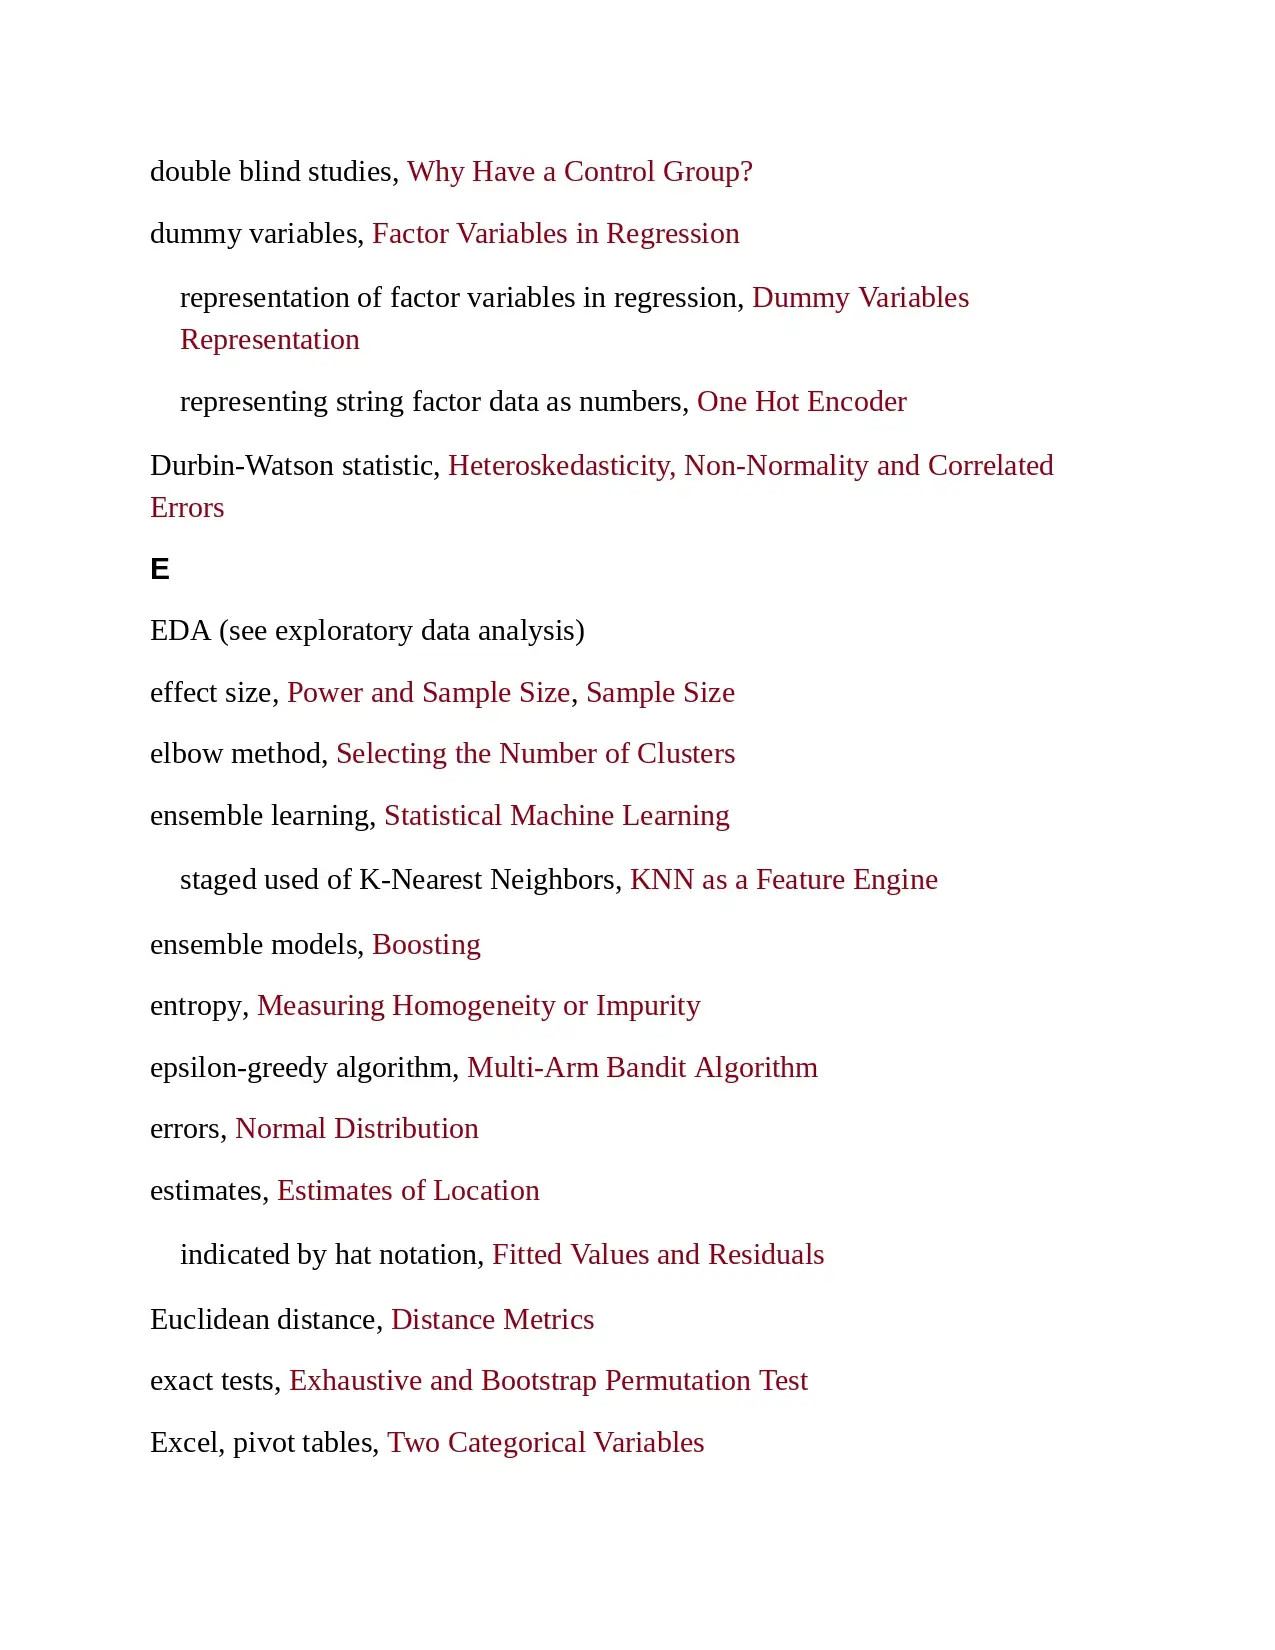 double blind studies, Why Have a Control Group?
dummy variables, Factor Variables in Regression
representation of factor variables in regression, Dummy Variables
Representation
representing string factor data as numbers, One Hot Encoder
Durbin-Watson statistic, Heteroskedasticity, Non-Normality and Correlated
Errors
E
EDA (see exploratory data analysis)
effect size, Power and Sample Size, Sample Size
elbow method, Selecting the Number of Clusters
ensemble learning, Statistical Machine Learning
staged used of K-Nearest Neighbors, KNN as a Feature Engine
ensemble models, Boosting
entropy, Measuring Homogeneity or Impurity
epsilon-greedy algorithm, Multi-Arm Bandit Algorithm
errors, Normal Distribution
estimates, Estimates of Location
indicated by hat notation, Fitted Values and Residuals
Euclidean distance, Distance Metrics
exact tests, Exhaustive and Bootstrap Permutation Test
Excel, pivot tables, Two Categorical Variables